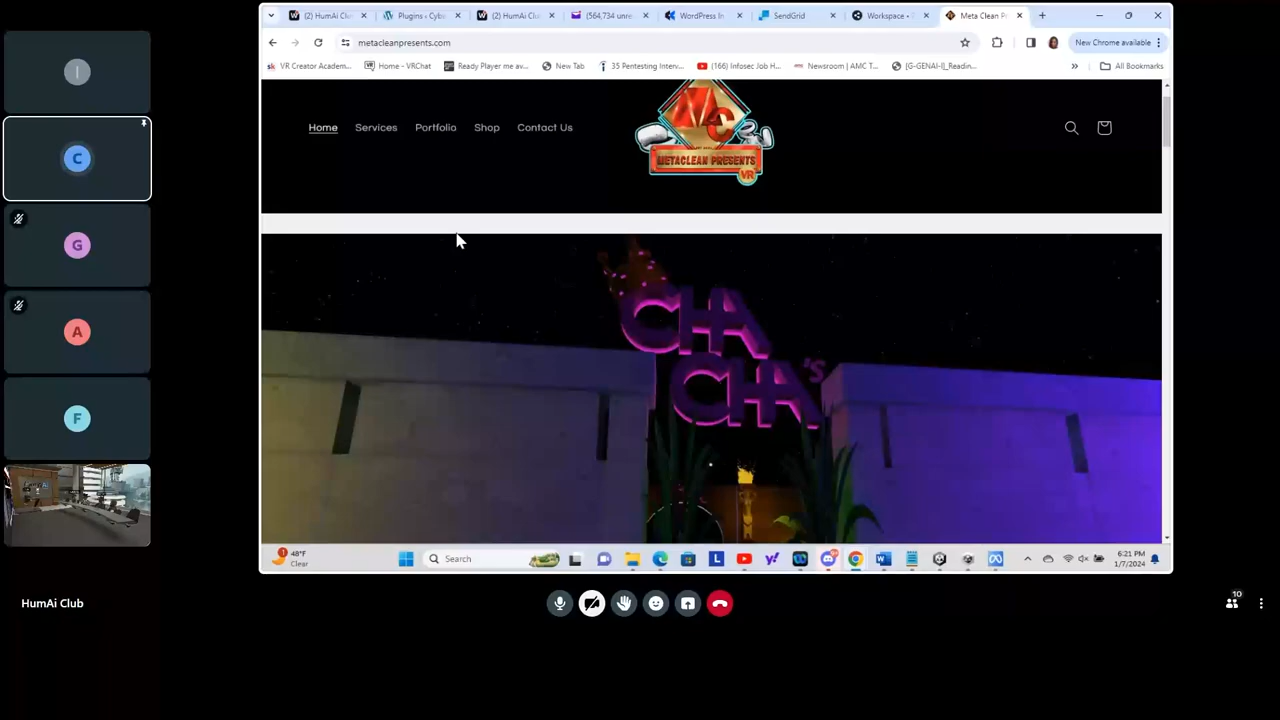 I
C
G
A
F
HumAi Club
(2) HumAi Clu
Plugins ‹ Cybe
(2) HumAi Clu
(564,734 unre
WordPress In
SendGrid
Workspace •
Meta Clean P
metacleanpresents.com
New Chrome available
VR Creator Academ...
Home - VRChat
Ready Player me av...
New Tab
35 Pentesting Interv...
(166) Infosec Job H...
Newsroom | AMC T...
[G-GENAI-I]_Readin...
»
All Bookmarks
Home
Services
Portfolio
Shop
Contact Us
MC
METACLEAN PRESENTS
VR
CHA
CHA'S
1
48°F
Clear
Search
6:21 PM
1/7/2024
10